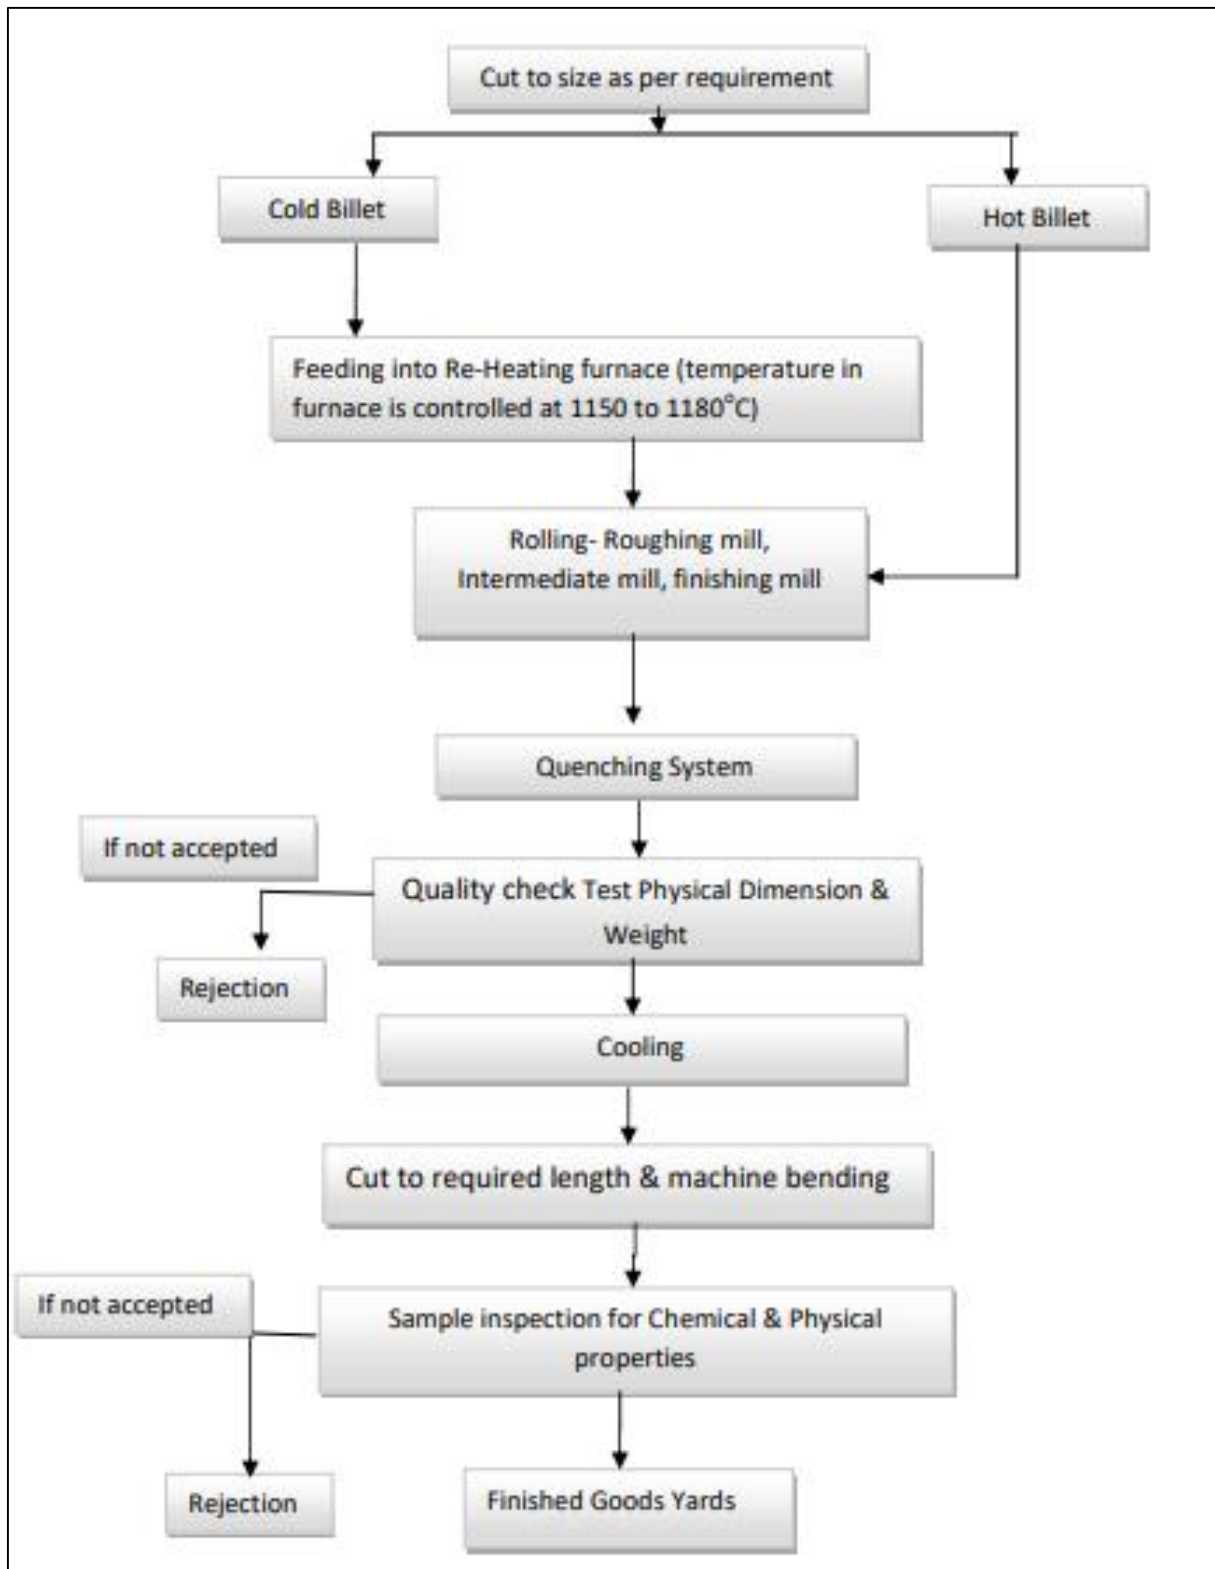 Cut to size as per requirement
Cold Billet
Hot Billet
Feeding into Re-Heating furnace (temperature in
furnace is controlled at 1150 to 1180°C)
Rolling- Roughing mill,
Intermediate mill, finishing mill
Quenching System
If not accepted
Quality check Test Physical Dimension &
Weight
Rejection
Cooling
Cut to required length & machine bending
If not accepted
Sample inspection for Chemical & Physical
properties
Rejection
Finished Goods Yards